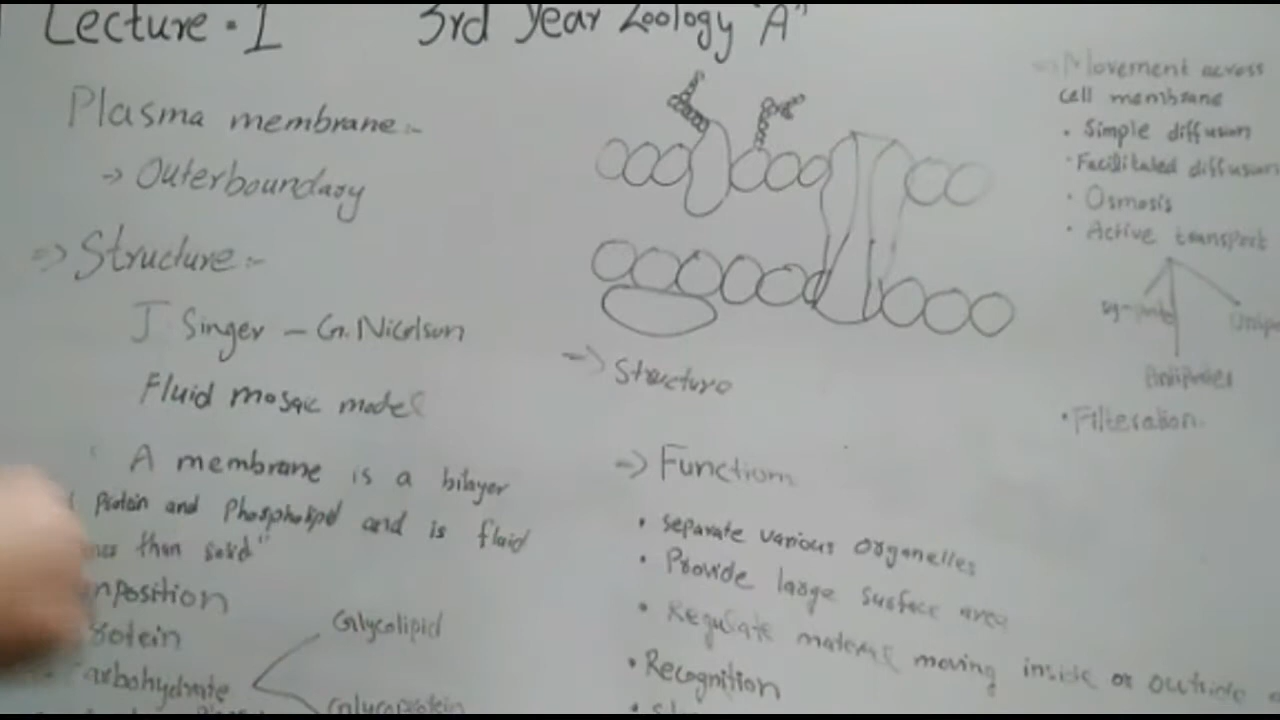 Lecture . 1 3rd Year Zoology "A"
Plasma membrane :-
→ Outerboundary
⇒ Structure :-
J Singer – G. Nicolson
Fluid mosaic model
A membrane is a bilayer
Protein and Phospholipid and is fluid
than solid"
Glycolipid
Glycoprotein
→ Structure
→ Function
• separate various organelles
• Provide large surface area
• Regulate material moving inside or outside
• Recognition
⇒ Movement across
cell membrane
• Simple diffusion
• Facilitated diffusion
• Osmosis
• Active transport
• Filteration